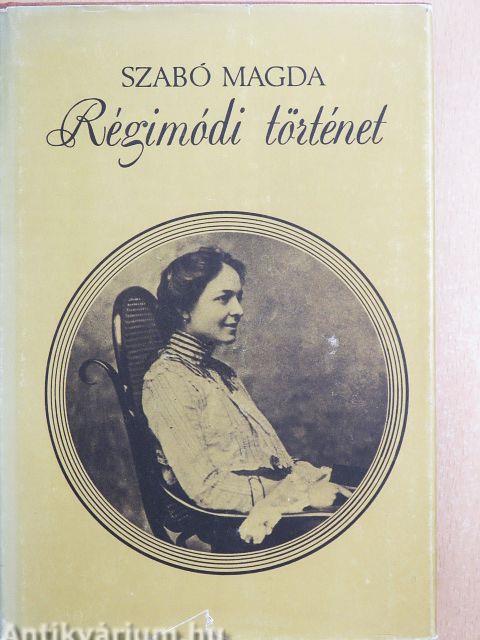 SZABÓ MAGDA
Régimódi történet
Antikvárium.hu